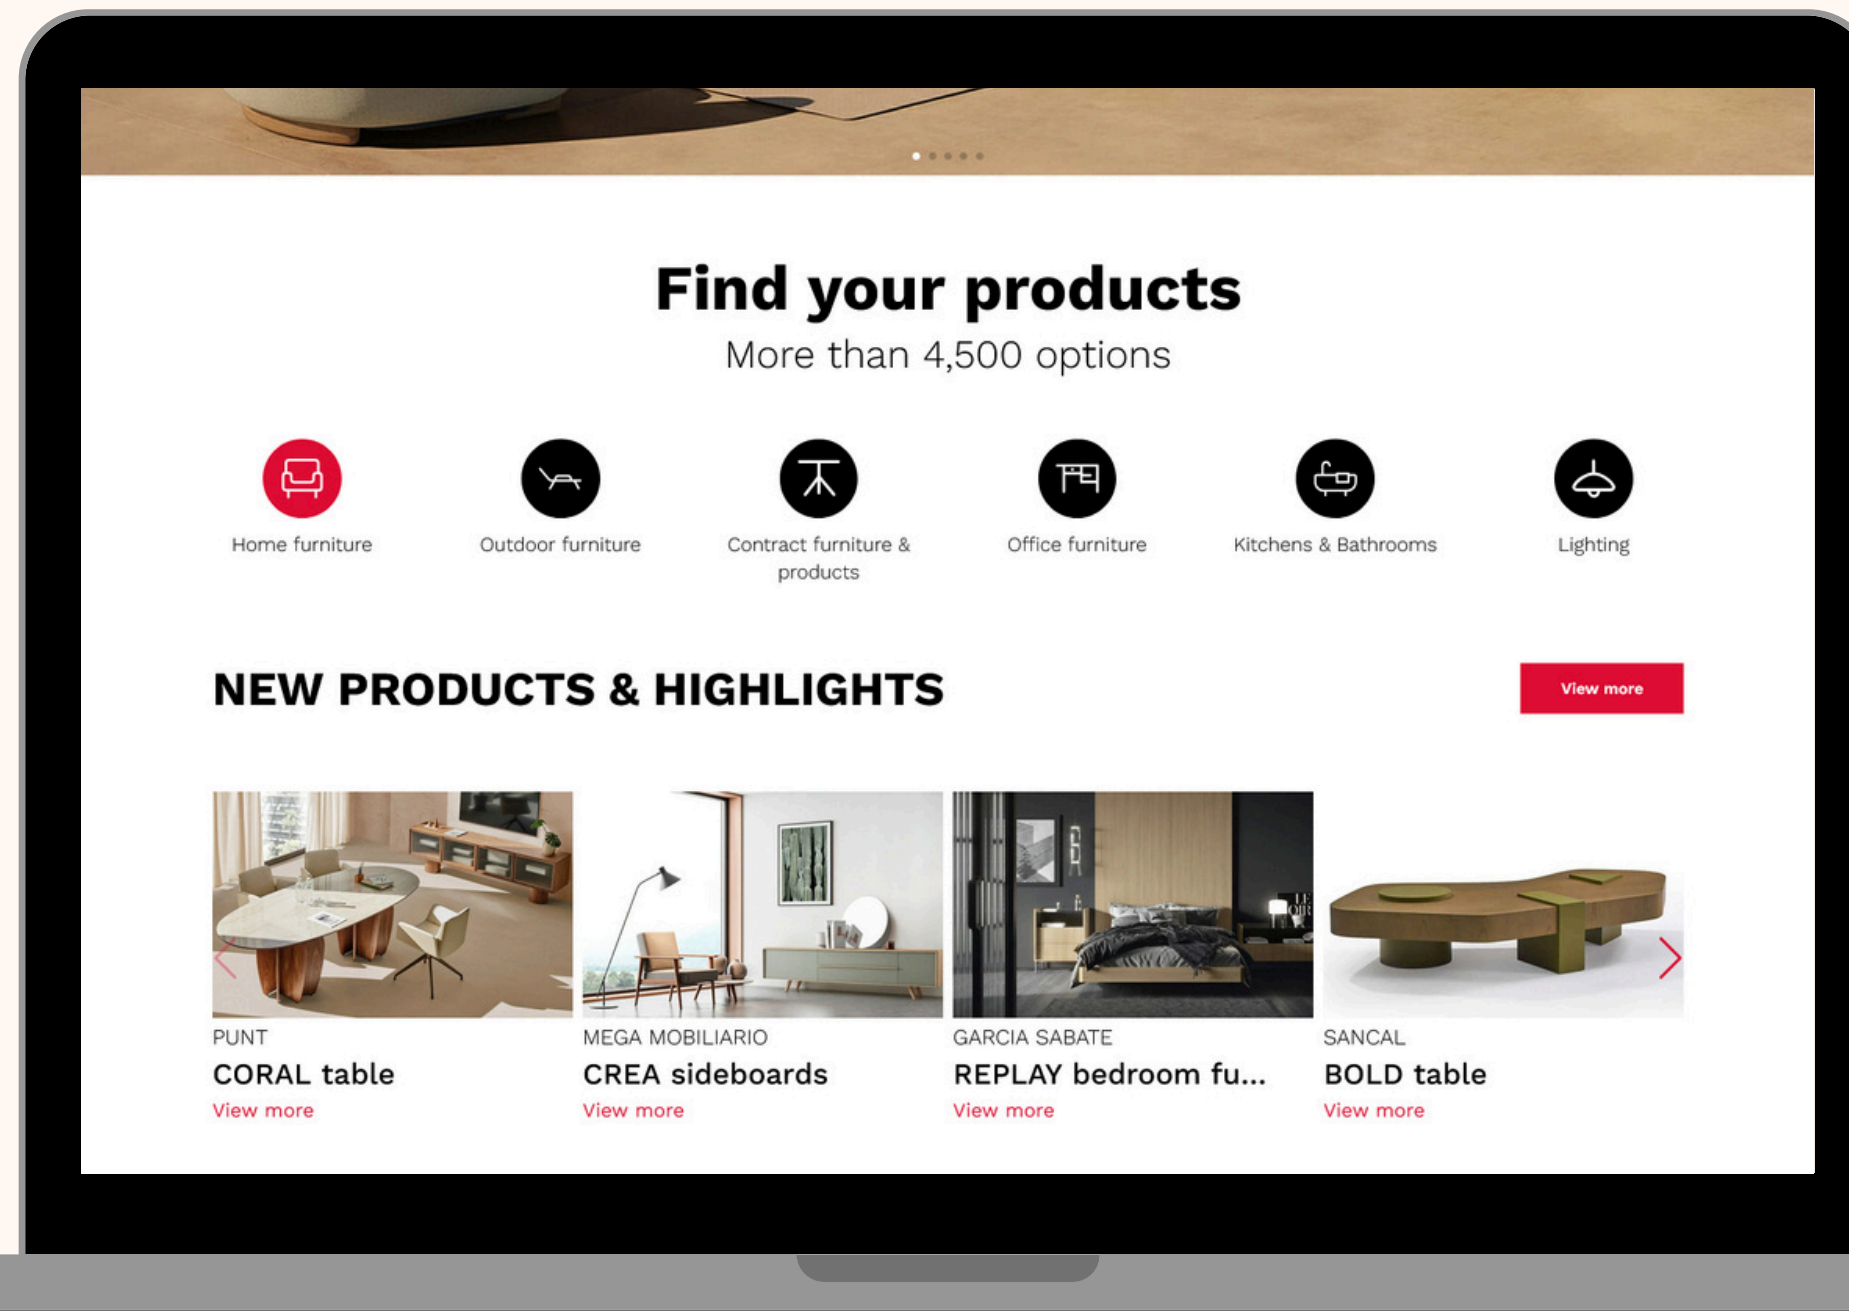 Find your products
More than 4,500 options
Home furniture
Outdoor furniture
Contract furniture &
products
Office furniture
Kitchens & Bathrooms
Lighting
NEW PRODUCTS & HIGHLIGHTS
View more
LE
OIR
PUNT
CORAL table
View more
MEGA MOBILIARIO
CREA sideboards
View more
GARCIA SABATE
REPLAY bedroom fu...
View more
SANCAL
BOLD table
View more